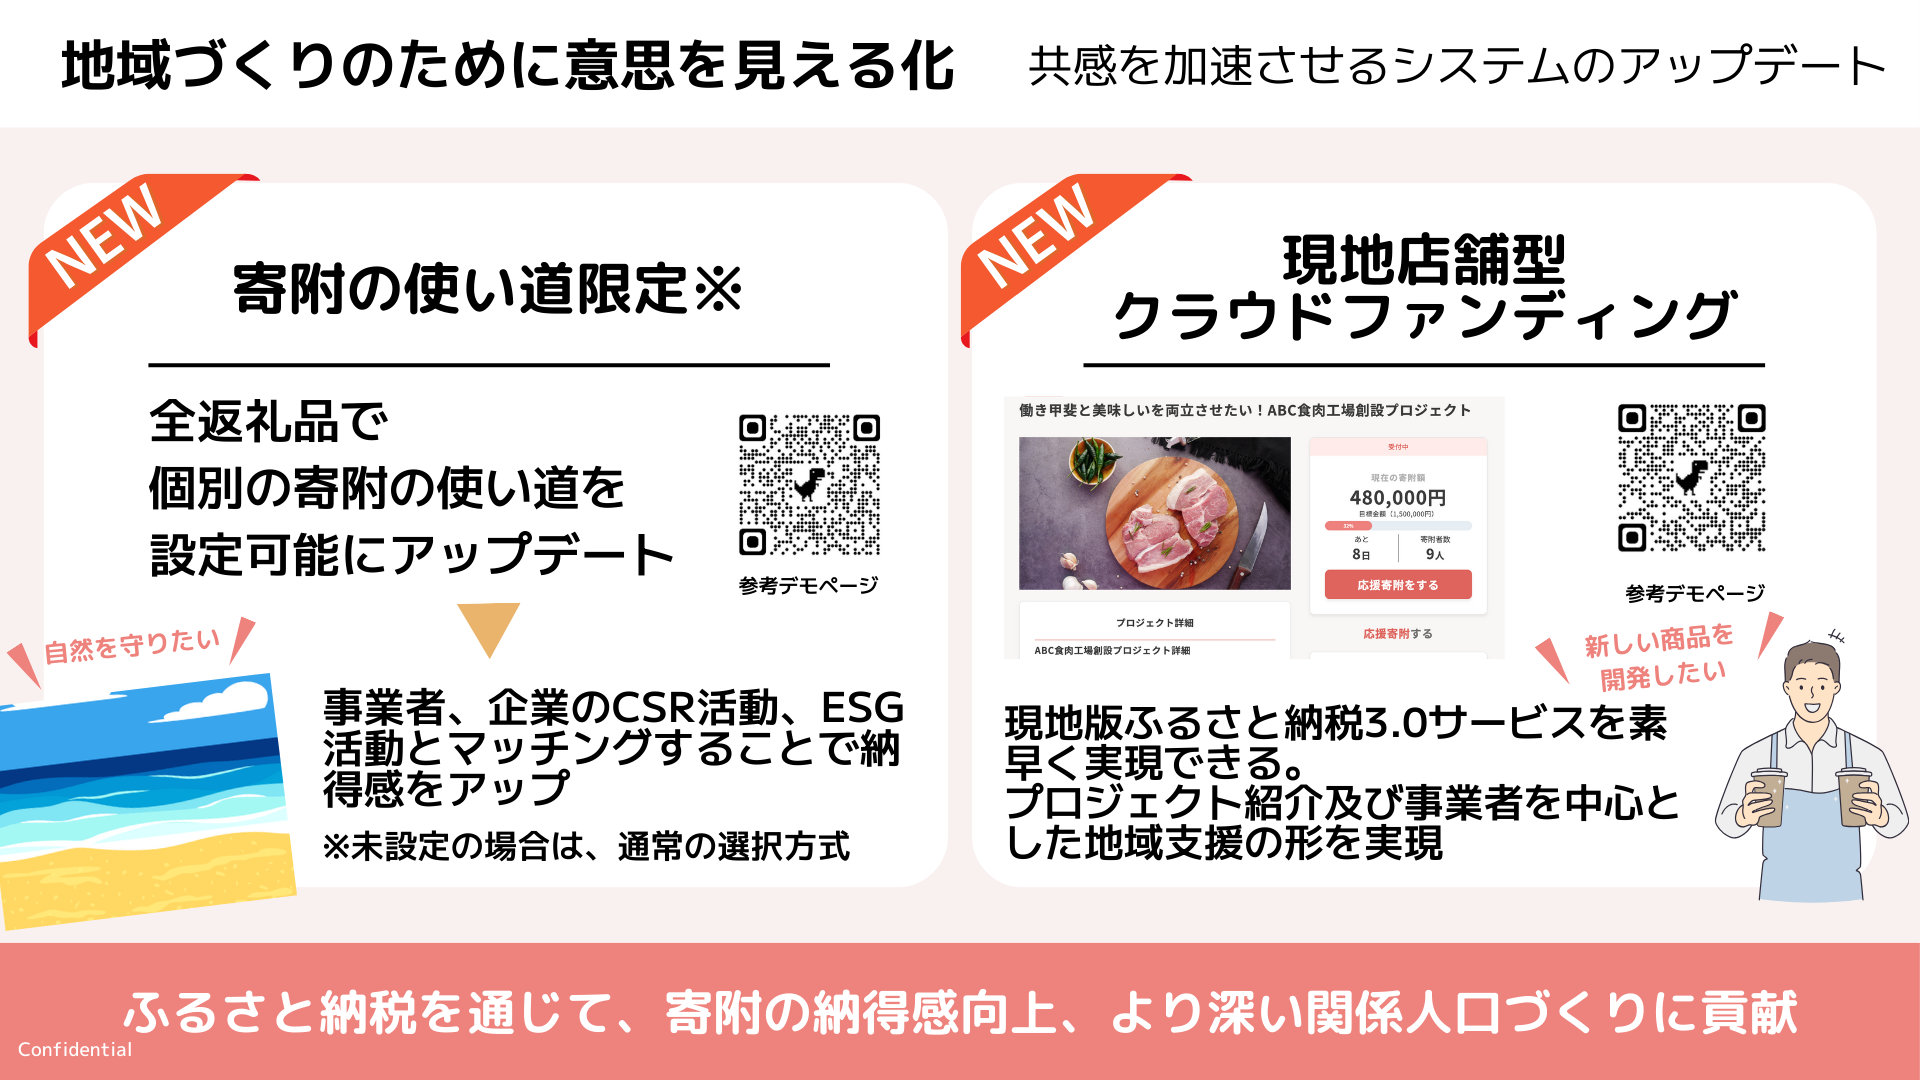 地域づくりのために意思を見える化
共感を加速させるシステムのアップデート
NEW
寄附の使い道限定※
全返礼品で
個別の寄附の使い道を
設定可能にアップデート
参考デモページ
自然を守りたい
事業者、企業のCSR活動、ESG
活動とマッチングすることで納
得感をアップ
※未設定の場合は、通常の選択方式
NEW
現地店舗型
クラウドファンディング
働き甲斐と美味しいを両立させたい！ABC食肉工場創設プロジェクト
受付中
現在の寄附額
480,000円
目標金額（1,500,000円）
32%
あと
8日
寄附者数
9人
応援寄附をする
応援寄附する
プロジェクト詳細
ABC食肉工場創設プロジェクト詳細
参考デモページ
新しい商品を
開発したい
現地版ふるさと納税3.0サービスを素
早く実現できる。
プロジェクト紹介及び事業者を中心と
した地域支援の形を実現
ふるさと納税を通じて、寄附の納得感向上、より深い関係人口づくりに貢献
Confidential